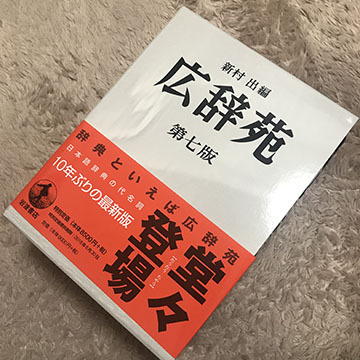 新村 出 編
広辞苑
第七版
辞典といえば広辞苑
日本語辞典の代名詞
10年ぶりの最新版
堂々登場
岩波書店